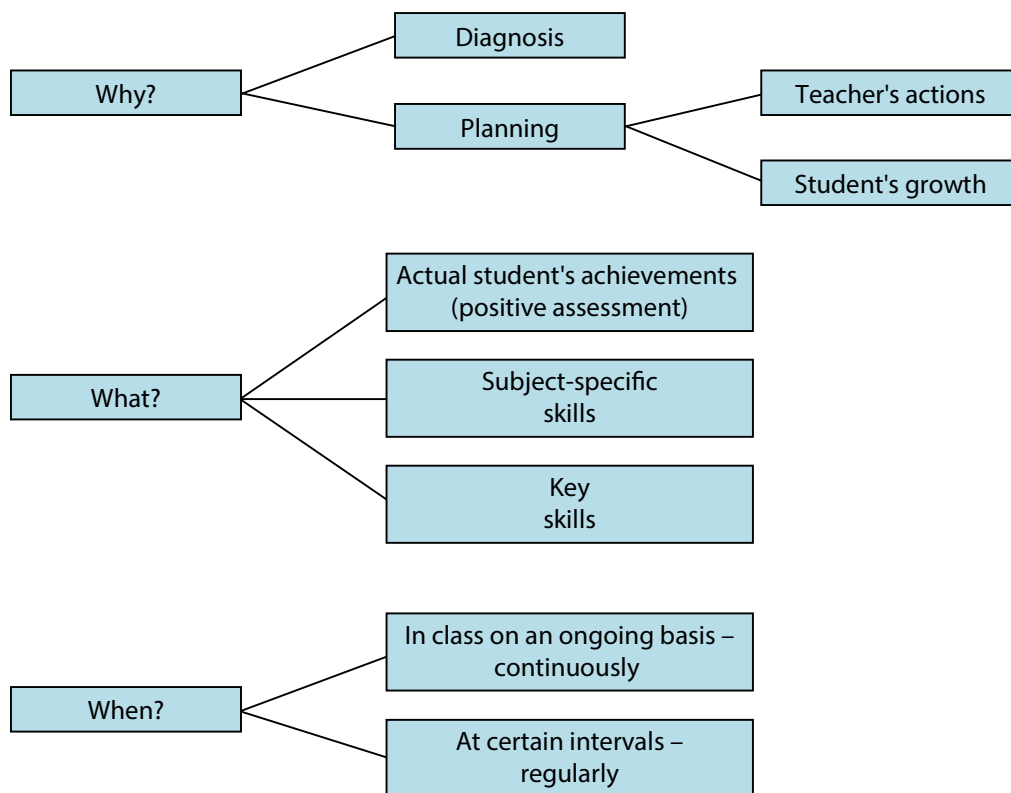 Why?
Diagnosis
Planning
Teacher's actions
Student's growth
What?
Actual student's achievements
(positive assessment)
Subject-specific
skills
Key
skills
When?
In class on an ongoing basis –
continuously
At certain intervals –
regularly